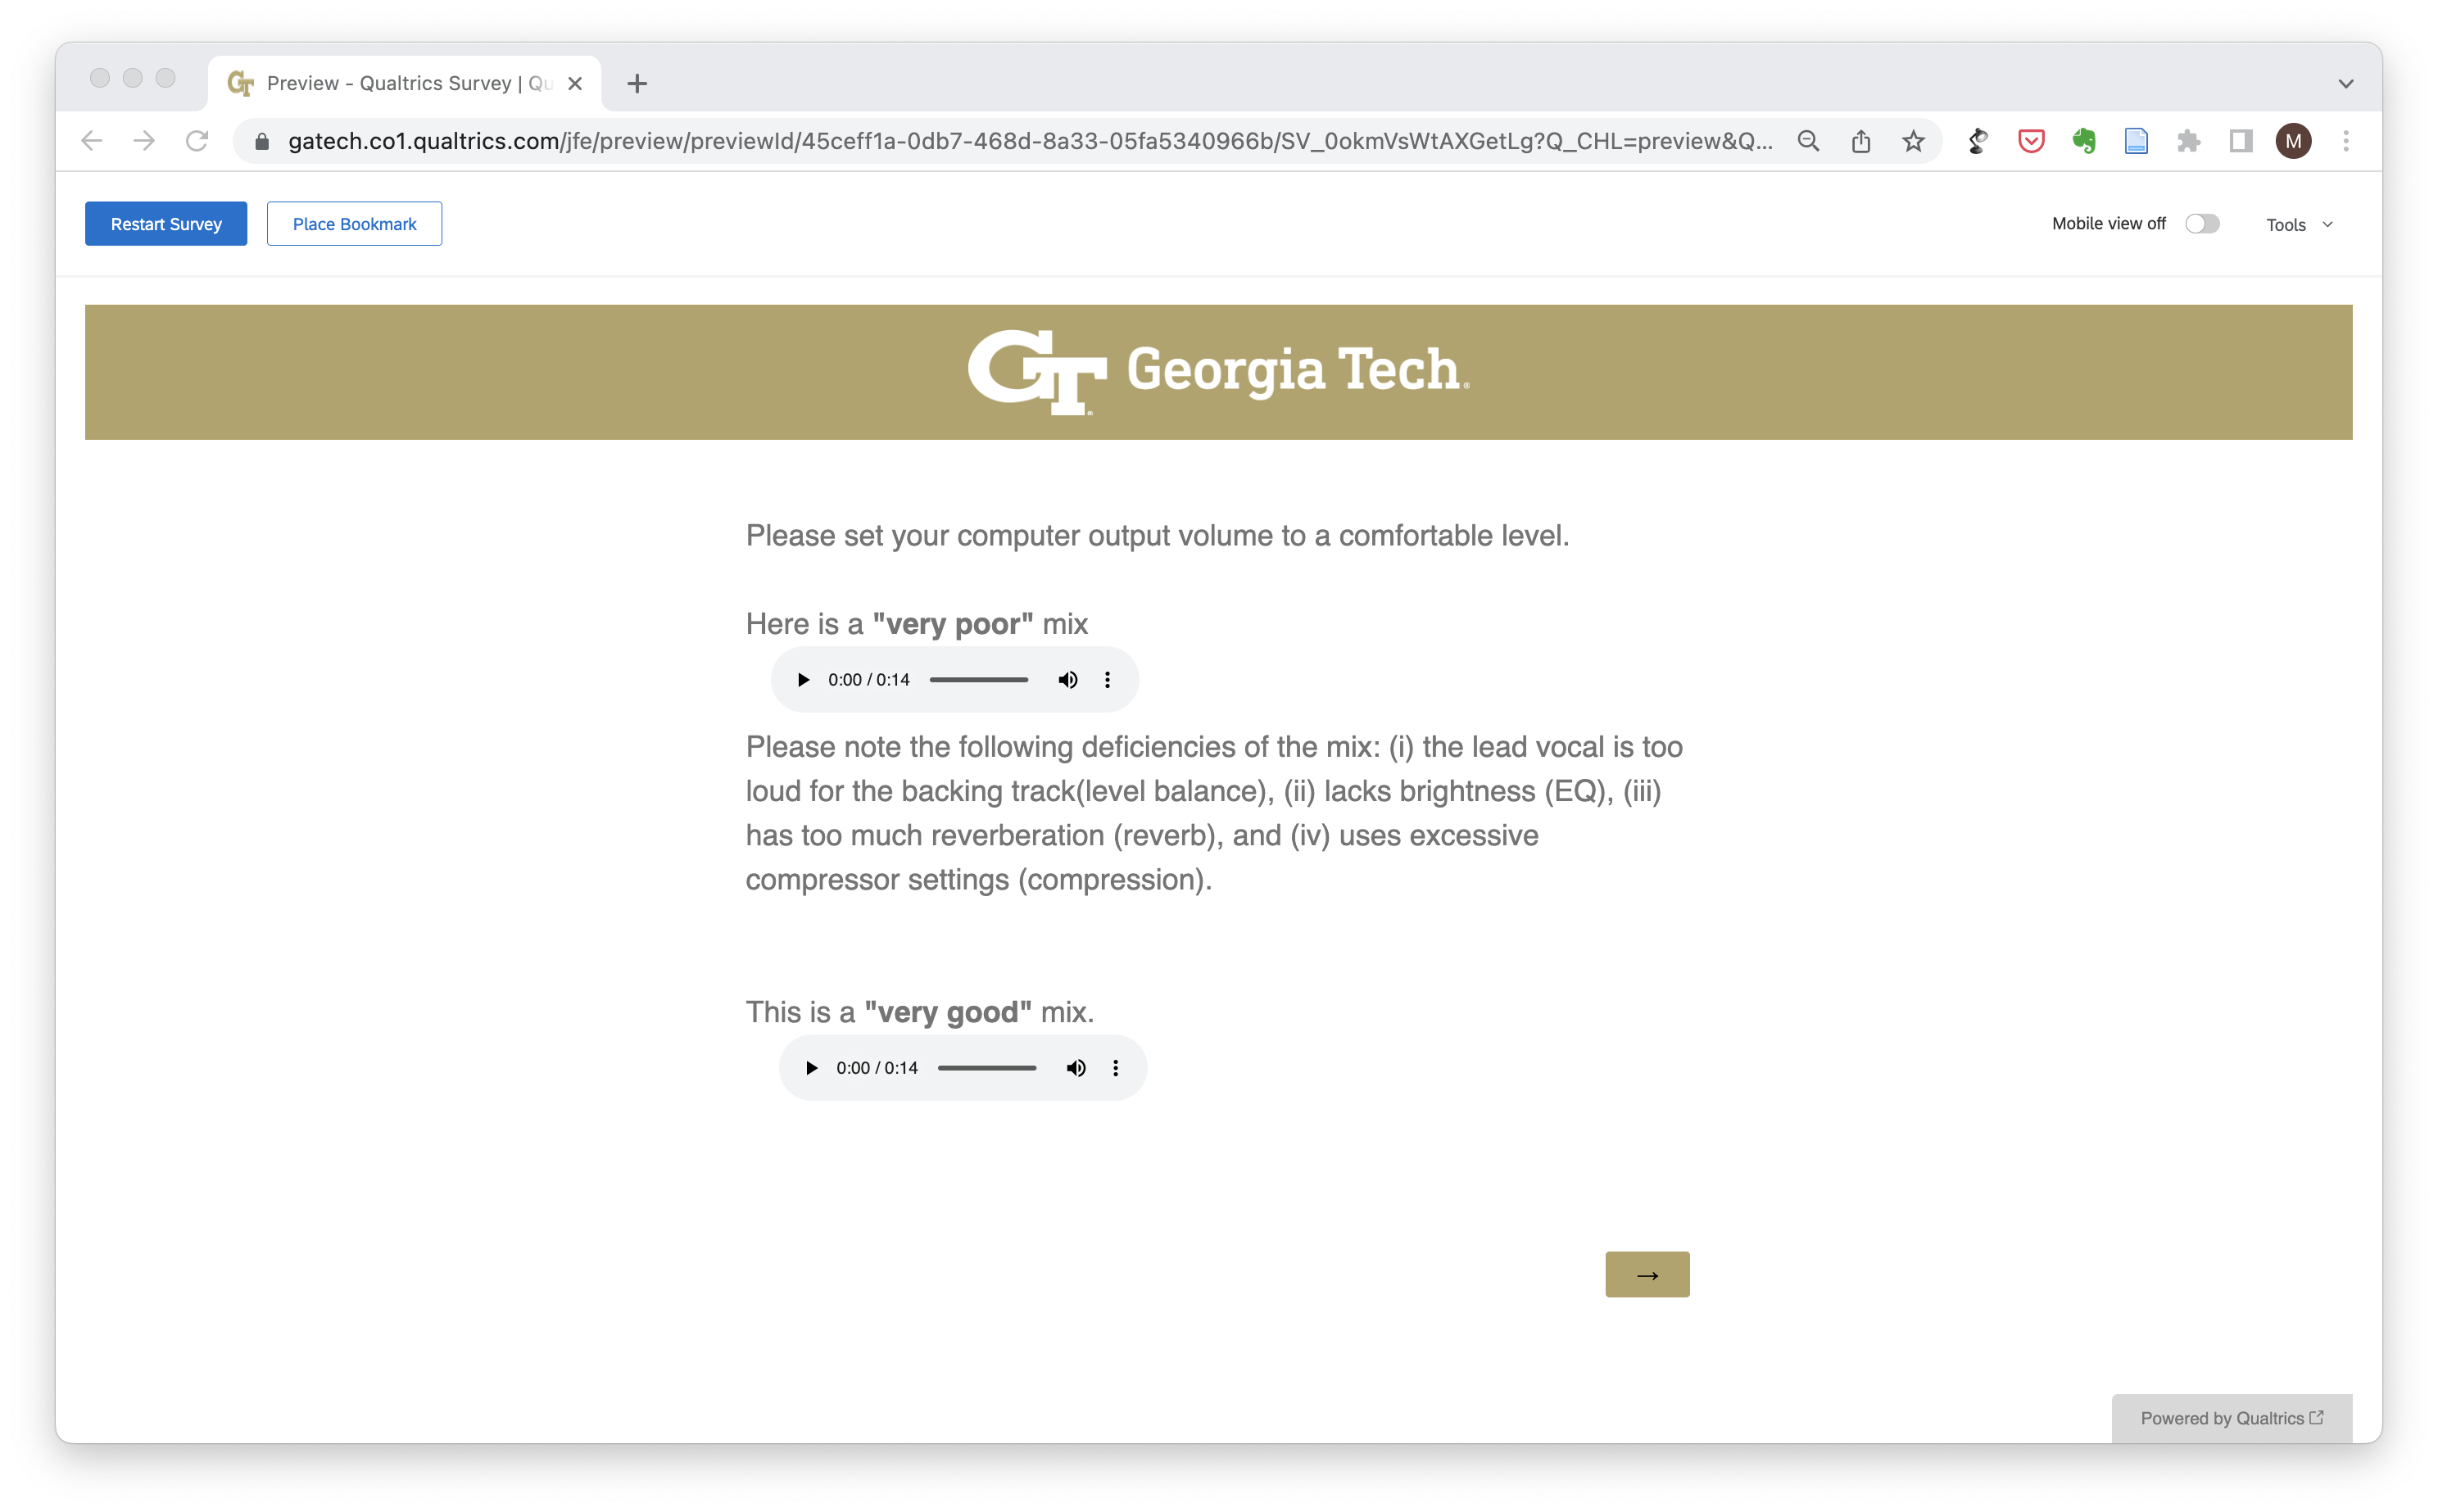 Preview - Qualtrics Survey | Qu
gatech.co1.qualtrics.com/jfe/preview/previewId/45ceff1a-0db7-468d-8a33-05fa5340966b/SV_0okmVsWtAXGetLg?Q_CHL=preview&Q...
M
Restart Survey
Place Bookmark
Mobile view off
Tools
GT Georgia Tech
Please set your computer output volume to a comfortable level.
Here is a "very poor" mix
0:00 / 0:14
Please note the following deficiencies of the mix: (i) the lead vocal is too
loud for the backing track(level balance), (ii) lacks brightness (EQ), (iii)
has too much reverberation (reverb), and (iv) uses excessive
compressor settings (compression).
This is a "very good" mix.
0:00 / 0:14
→
Powered by Qualtrics